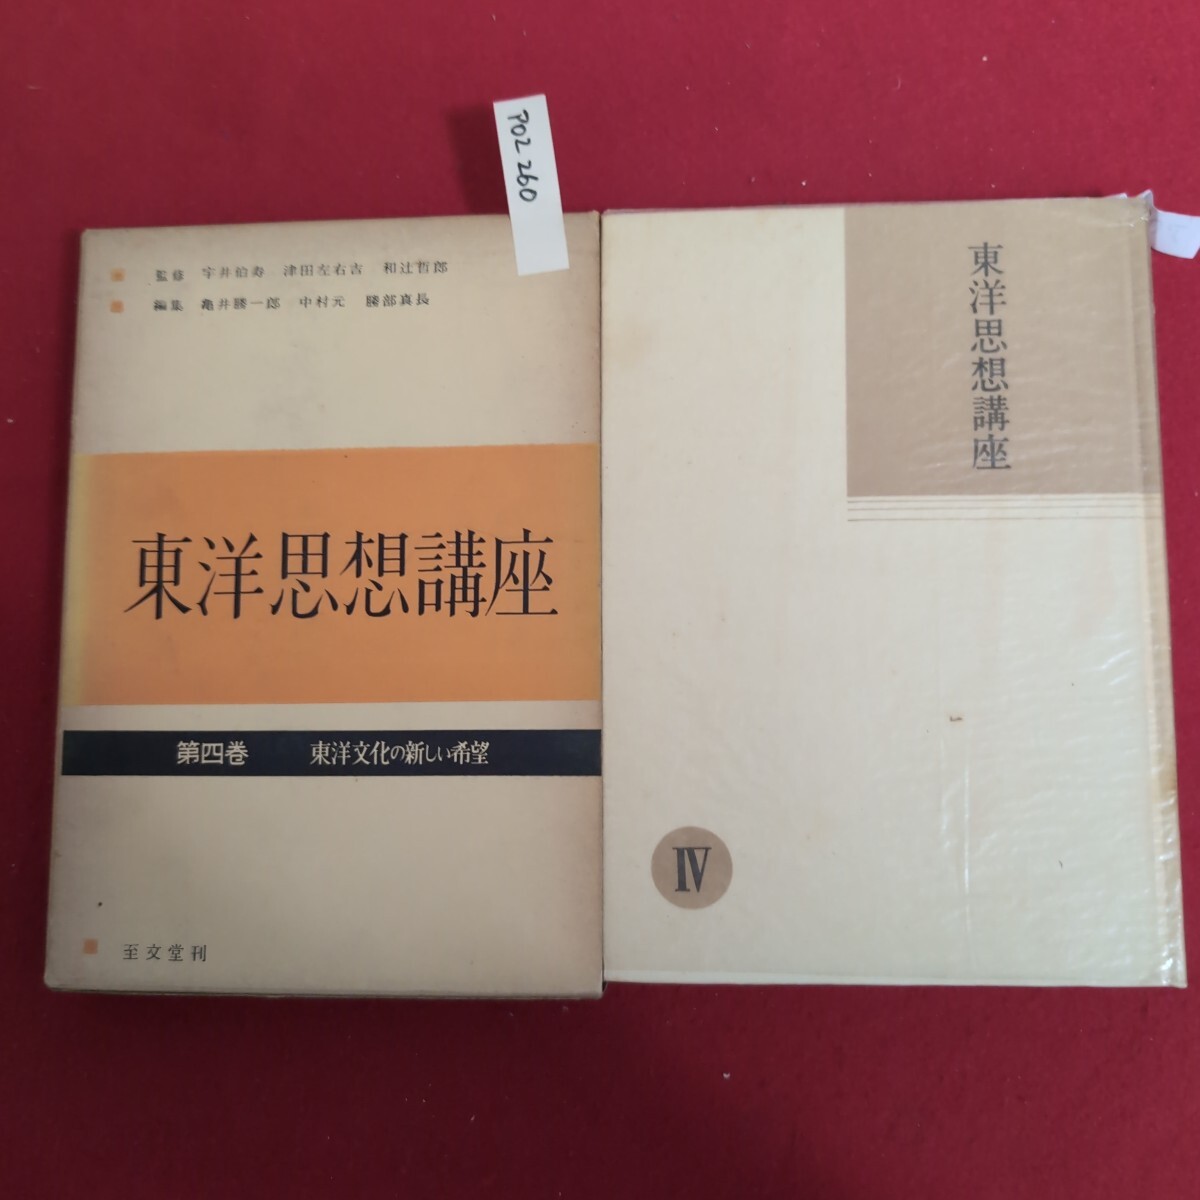 PO2 260
監修 宇井伯寿 津田左右吉 和辻哲郎
編集 亀井勝一郎 中村元 勝部真長
東洋思想講座
第四巻 東洋文化の新しい希望
至文堂刊
東洋思想講座
IV